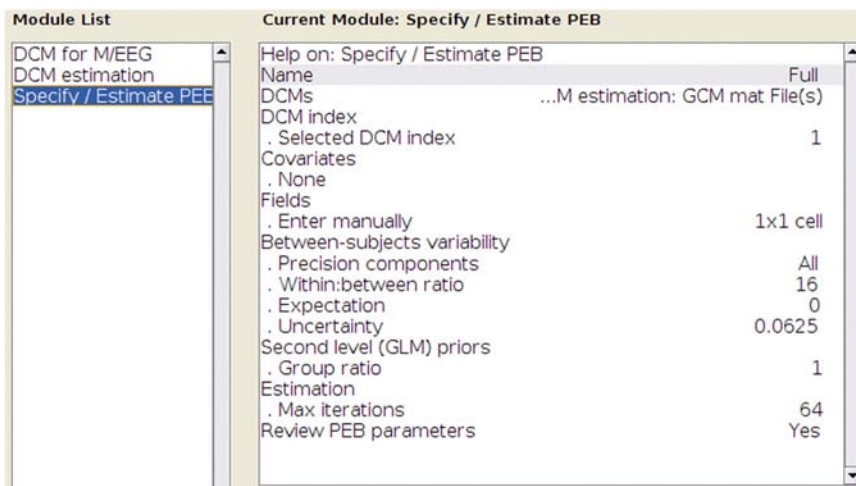 Module List
Current Module: Specify / Estimate PEB
DCM for M/EEG
DCM estimation
Specify / Estimate PEE
Help on: Specify / Estimate PEB
Name Full
DCMs ...M estimation: GCM mat File(s)
DCM index
. Selected DCM index 1
Covariates
. None
Fields
. Enter manually 1x1 cell
Between-subjects variability
. Precision components All
. Within:between ratio 16
. Expectation 0
. Uncertainty 0.0625
Second level (GLM) priors
. Group ratio 1
Estimation
. Max iterations 64
Review PEB parameters Yes